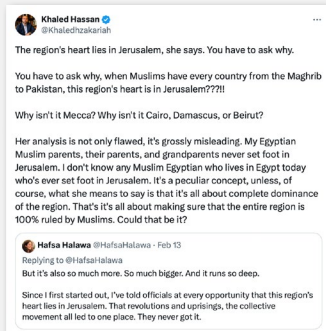 Khaled Hassan
@Khaledhzakariah
The region's heart lies in Jerusalem, she says. You have to ask why.
You have to ask why, when Muslims have every country from the Maghrib
to Pakistan, this region's heart is in Jerusalem???!!
Why isn't it Mecca? Why isn't it Cairo, Damascus, or Beirut?
Her analysis is not only flawed, it's grossly misleading. My Egyptian
Muslim parents, their parents, and grandparents never set foot in
Jerusalem. I don't know any Muslim Egyptian who lives in Egypt today
who's ever set foot in Jerusalem. It's a peculiar concept, unless, of
course, what she means to say is that it's all about complete dominance
of the region. That's it's all about making sure that the entire region is
100% ruled by Muslims. Could that be it?
Hafsa Halawa @HafsaHalawa · Feb 13
Replying to @HafsaHalawa
But it's also so much more. So much bigger. And it runs so deep.
Since I first started out, I've told officials at every opportunity that this region's
heart lies in Jerusalem. That revolutions and uprisings, the collective
movement all led to one place. They never got it.